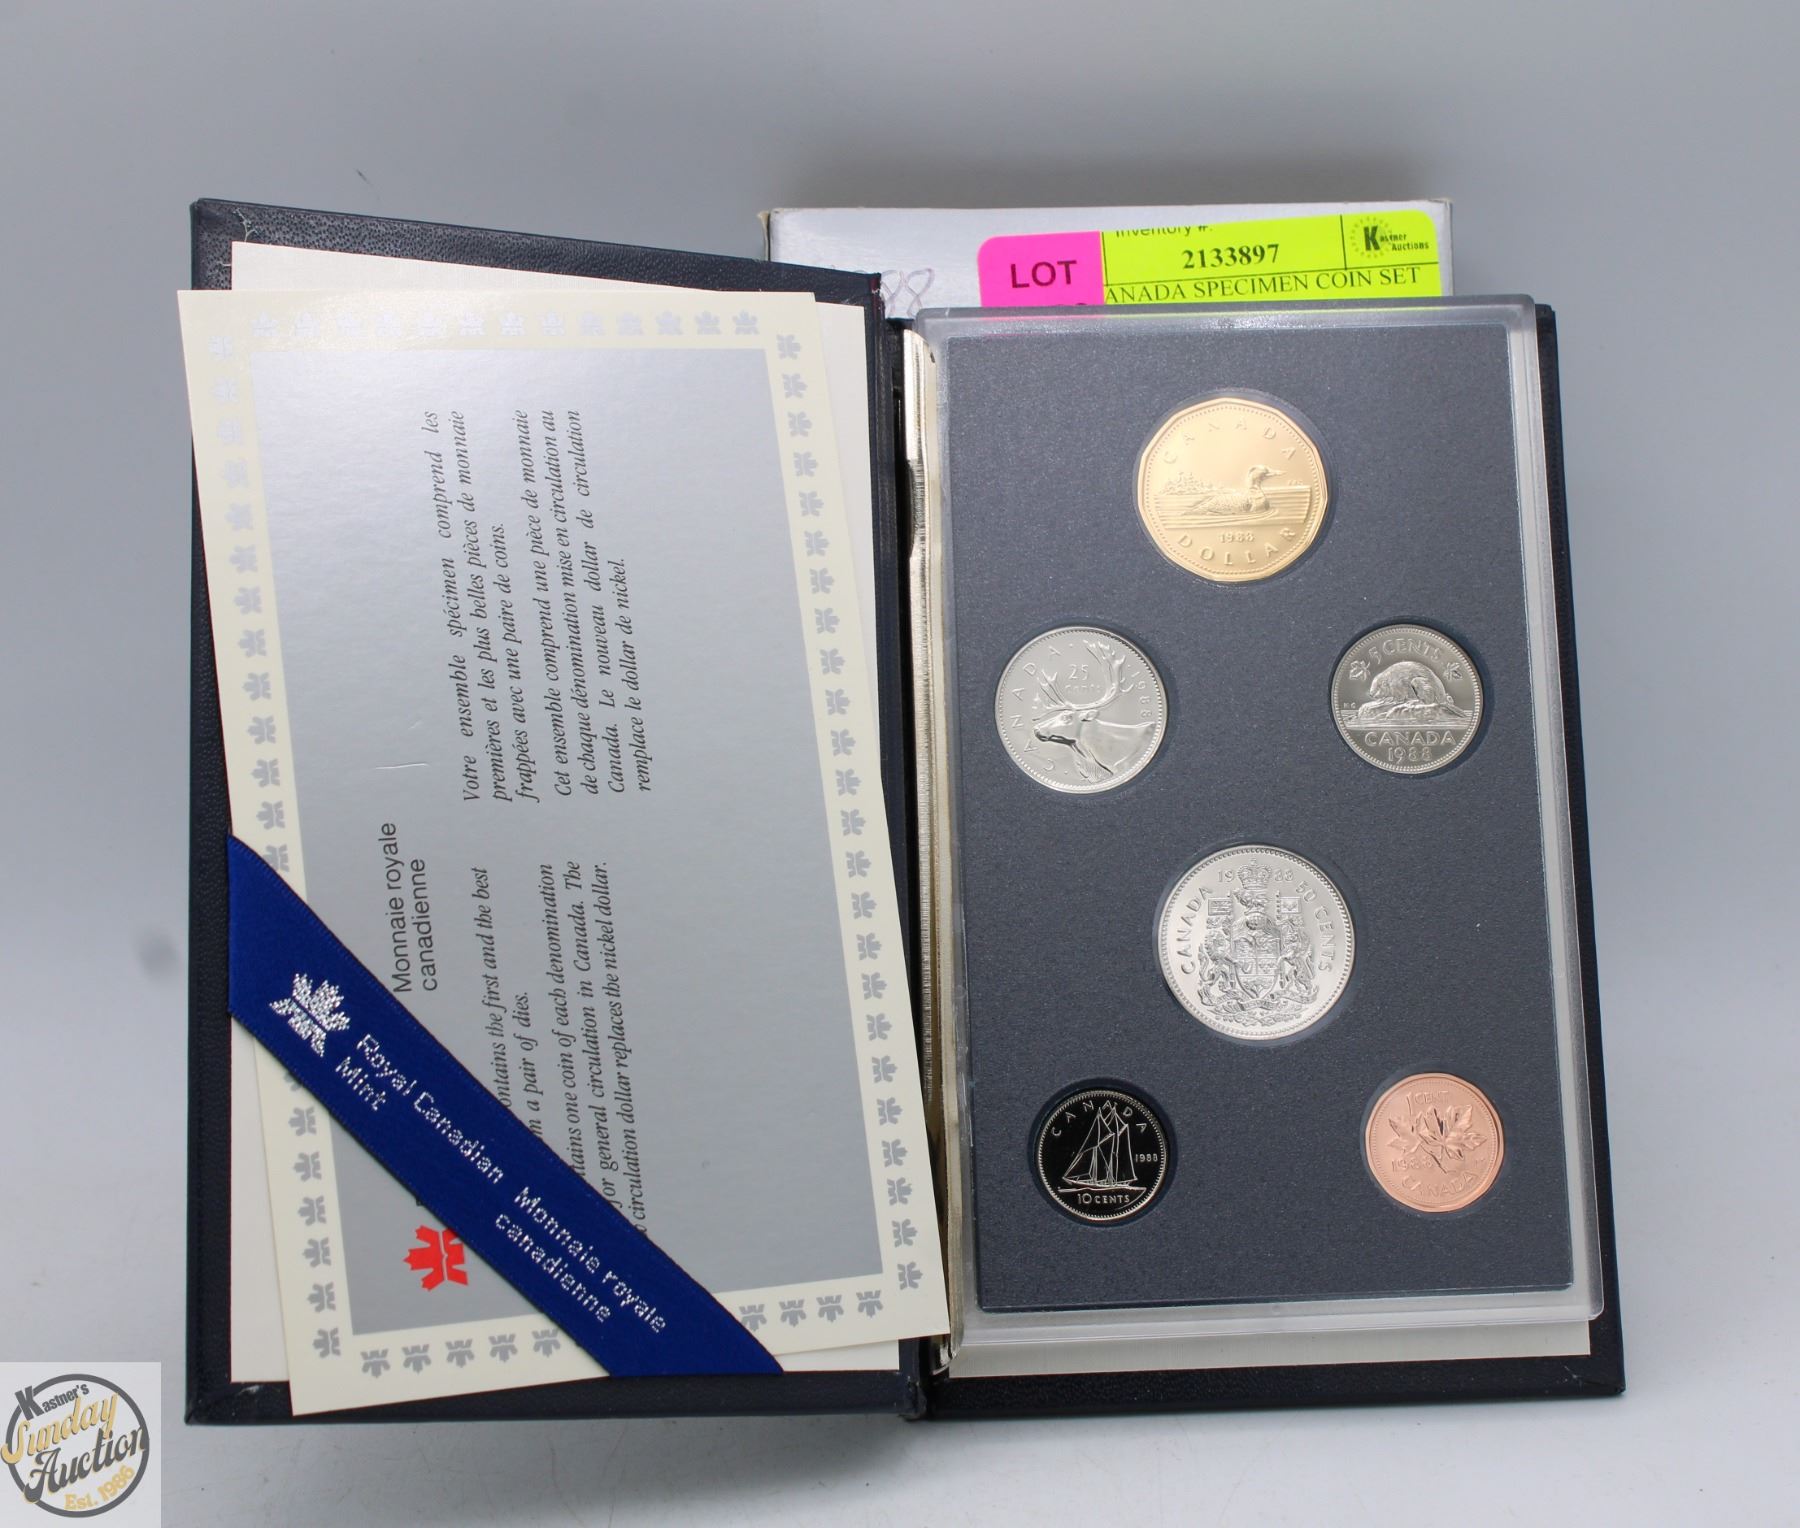 Inventory #:
2133897
Kastner
Auctions
LOT
ANADA SPECIMEN COIN SET
88
Monnaie royale
canadienne
Votre ensemble spécimen comprend les
premières et les plus belles pièces de monnaie
frappées avec une paire de coins.
Cet ensemble comprend une pièce de monnaie
de chaque dénomination mise en circulation au
Canada. Le nouveau dollar de circulation
remplace le dollar de nickel.
ontains the first and the best
m a pair of dies.
tains one coin of each denomination
for general circulation in Canada. The
circulation dollar replaces the nickel dollar.
Royal Canadian
Mint
Monnaie royale
canadienne
CANADA
1988
DOLLAR
CANADA
25
CENTS
1988
5 CENTS
CANADA
1988
1988
CANADA
50 CENTS
CANADA
1988
10 CENTS
1 CENT
1988
CANADA
Kastner's
Sunday
Auction
Est. 1986